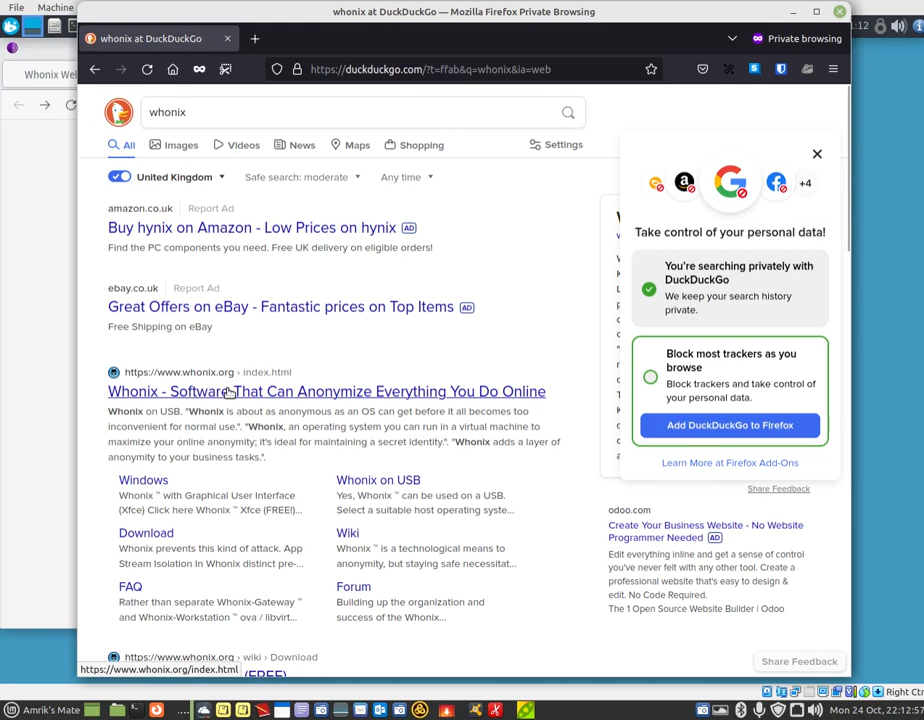 File Machine
whonix at DuckDuckGo — Mozilla Firefox Private Browsing
whonix at DuckDuckGo
Private browsing
:12
Whonix Wel
https://duckduckgo.com/?t=ffab&q=whonix&ia=web
whonix
All Images Videos News Maps Shopping Settings
United Kingdom Safe search: moderate Any time
amazon.co.uk Report Ad
Buy hynix on Amazon - Low Prices on hynix AD
Find the PC components you need. Free UK delivery on eligible orders!
ebay.co.uk Report Ad
Great Offers on eBay - Fantastic prices on Top Items AD
Free Shipping on eBay
https://www.whonix.org › index.html
Whonix - Software That Can Anonymize Everything You Do Online
Whonix on USB. "Whonix is about as anonymous as an OS can get before it all becomes too
inconvenient for normal use.". "Whonix, an operating system you can run in a virtual machine to
maximize your online anonymity; it's ideal for maintaining a secret identity.". "Whonix adds a layer of
anonymity to your business tasks.".
Windows
Whonix ™ with Graphical User Interface
(Xfce) Click here Whonix ™ Xfce (FREE!)...
Whonix on USB
Yes, Whonix ™ can be used on a USB.
Select a suitable host operating syste...
Download
Whonix prevents this kind of attack. App
Stream Isolation In Whonix distinct pre-...
Wiki
Whonix ™ is a technological means to
anonymity, but staying safe necessitat...
FAQ
Rather than separate Whonix-Gateway ™
and Whonix-Workstation ™ ova / libvirt...
Forum
Building up the organization and
success of the Whonix...
https://www.whonix.org › wiki › Download
(FREE)
https://www.whonix.org/index.html
+4
Take control of your personal data!
You're searching privately with
DuckDuckGo
We keep your search history
private.
Block most trackers as you
browse
Block trackers and take control of
your personal data.
Add DuckDuckGo to Firefox
Learn More at Firefox Add-Ons
Share Feedback
odoo.com
Create Your Business Website - No Website
Programmer Needed AD
Edit everything inline and get a sense of control
you've never felt with any other tool. Create a
professional website that's easy to design &
edit. No Code Required.
The 1 Open Source Website Builder | Odoo
Share Feedback
Right Ctr
Amrik's Mate
Mon 24 Oct, 22:12:57